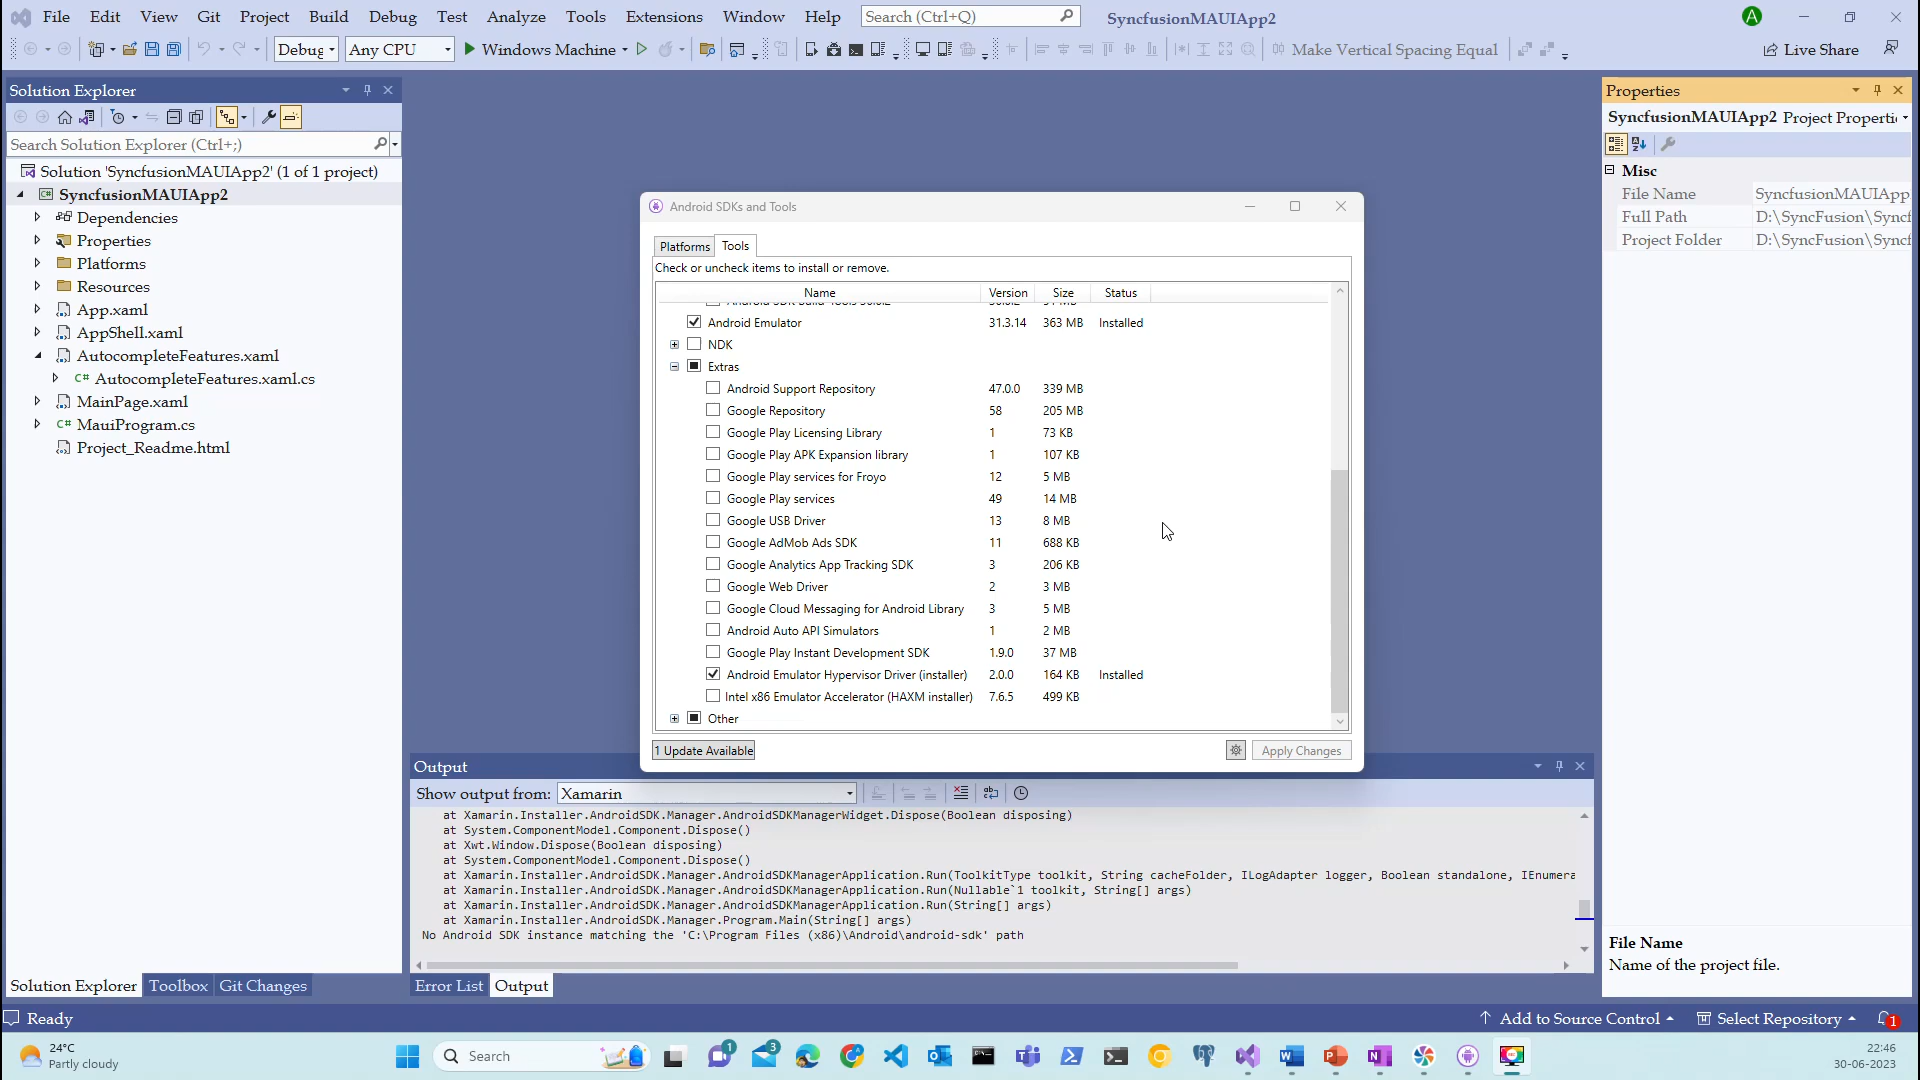 File Edit View Git Project Build Debug Test Analyze Tools Extensions Window Help Search (Ctrl+Q) SyncfusionMAUIApp2 A
Debug Any CPU Windows Machine Make Vertical Spacing Equal Live Share
Solution Explorer
Search Solution Explorer (Ctrl+;)
Solution 'SyncfusionMAUIApp2' (1 of 1 project)
SyncfusionMAUIApp2
Dependencies
Properties
Platforms
Resources
App.xaml
AppShell.xaml
AutocompleteFeatures.xaml
C# AutocompleteFeatures.xaml.cs
MainPage.xaml
C# MauiProgram.cs
Project_Readme.html
Solution Explorer Toolbox Git Changes
Android SDKs and Tools
Platforms Tools
Check or uncheck items to install or remove.
Name Version Size Status
Android Emulator 31.3.14 363 MB Installed
NDK
Extras
Android Support Repository 47.0.0 339 MB
Google Repository 58 205 MB
Google Play Licensing Library 1 73 KB
Google Play APK Expansion library 1 107 KB
Google Play services for Froyo 12 5 MB
Google Play services 49 14 MB
Google USB Driver 13 8 MB
Google AdMob Ads SDK 11 688 KB
Google Analytics App Tracking SDK 3 206 KB
Google Web Driver 2 3 MB
Google Cloud Messaging for Android Library 3 5 MB
Android Auto API Simulators 1 2 MB
Google Play Instant Development SDK 1.9.0 37 MB
Android Emulator Hypervisor Driver (installer) 2.0.0 164 KB Installed
Intel x86 Emulator Accelerator (HAXM installer) 7.6.5 499 KB
Other
1 Update Available Apply Changes
Output
Show output from: Xamarin
at Xamarin.Installer.AndroidSDK.Manager.AndroidSDKManagerWidget.Dispose(Boolean disposing)
at System.ComponentModel.Component.Dispose()
at Xwt.Window.Dispose(Boolean disposing)
at System.ComponentModel.Component.Dispose()
at Xamarin.Installer.AndroidSDK.Manager.AndroidSDKManagerApplication.Run(ToolkitType toolkit, String cacheFolder, ILogAdapter logger, Boolean standalone, IEnumera
at Xamarin.Installer.AndroidSDK.Manager.AndroidSDKManagerApplication.Run(Nullable`1 toolkit, String[] args)
at Xamarin.Installer.AndroidSDK.Manager.AndroidSDKManagerApplication.Run(String[] args)
at Xamarin.Installer.AndroidSDK.Manager.Program.Main(String[] args)
No Android SDK instance matching the 'C:\Program Files (x86)\Android\android-sdk' path
Error List Output
Properties
SyncfusionMAUIApp2 Project Properti
Misc
File Name SyncfusionMAUIApp
Full Path D:\SyncFusion\Syncf
Project Folder D:\SyncFusion\Syncf
File Name
Name of the project file.
Ready Add to Source Control Select Repository 1
24°C
Partly cloudy
Search
1
3
22:46
30-06-2023